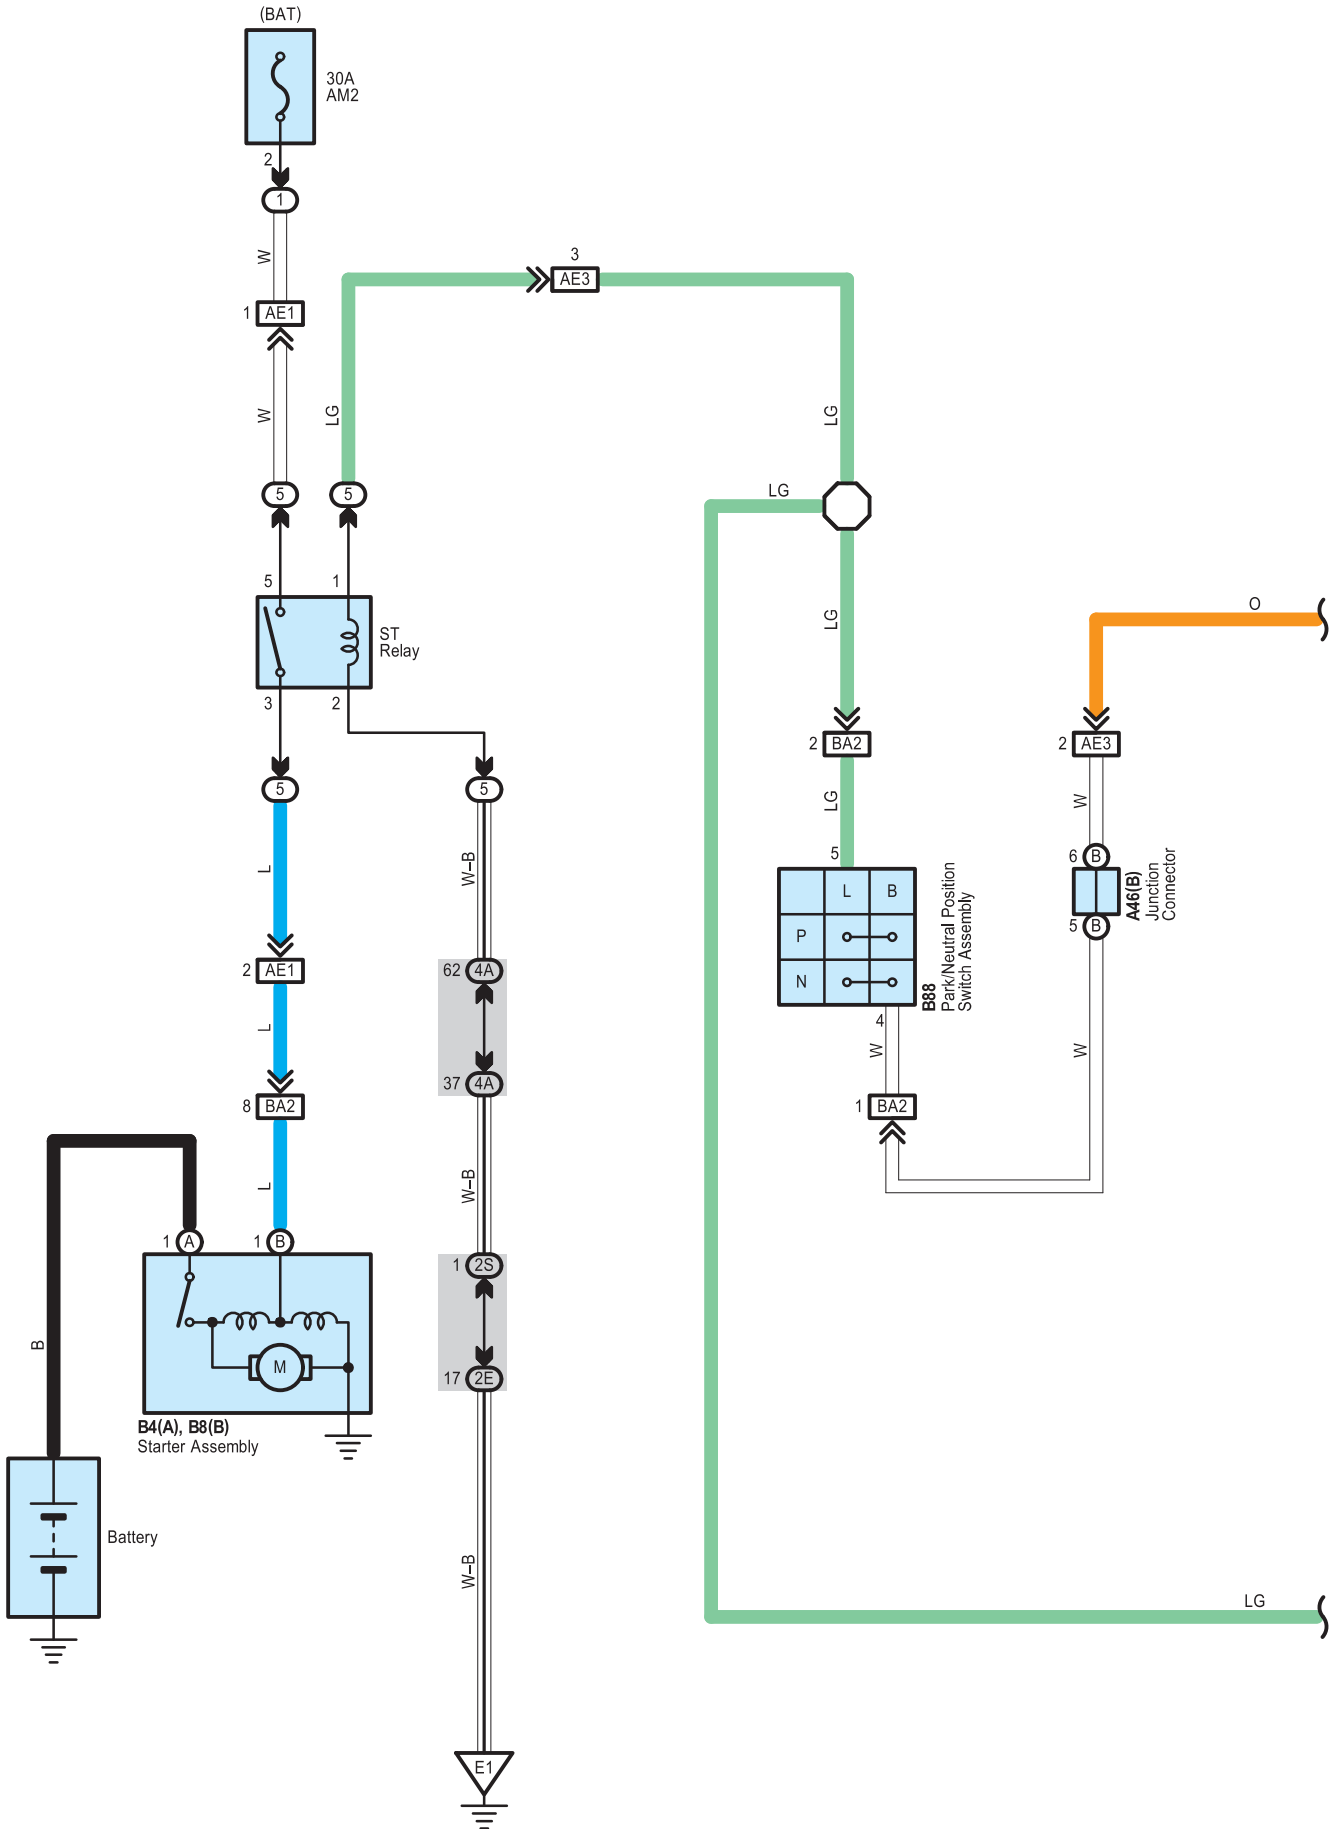 (BAT)
30A
AM2
2
1
W
3
AE3
1
AE1
W
LG
LG
5
5
LG
5
1
O
ST
Relay
LG
3
2
2
BA2
2
AE3
5
5
W
LG
L
W–B
5
6
B
A46(B)
Junction
Connector
L
B
5
B
P
N
B88
Park/Neutral Position
Switch Assembly
2
AE1
62
4A
4
W
W
L
37
4A
8
BA2
1
BA2
L
W–B
1
A
1
B
1
2S
B
M
17
2E
B4(A), B8(B)
Starter Assembly
Battery
W–B
LG
E1